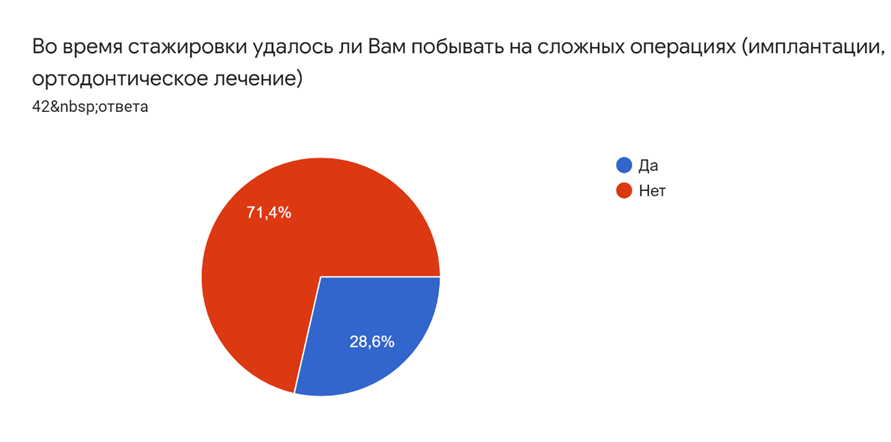 Во время стажировки удалось ли Вам побывать на сложных операциях (имплантации,
ортодонтическое лечение)
42&nbsp;ответа
Да
Нет
71,4%
28,6%